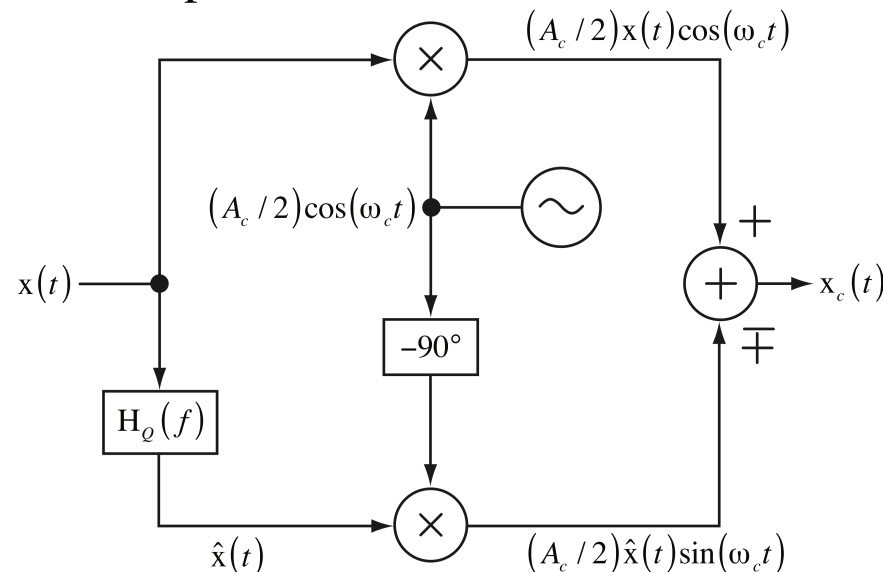 (A_c / 2)x(t)cos(ω_c t)
×
(A_c / 2)cos(ω_c t)
~
+
x(t)
+
x_c(t)
−90°
∓
H_Q(f)
×
x̂(t)
(A_c / 2)x̂(t)sin(ω_c t)